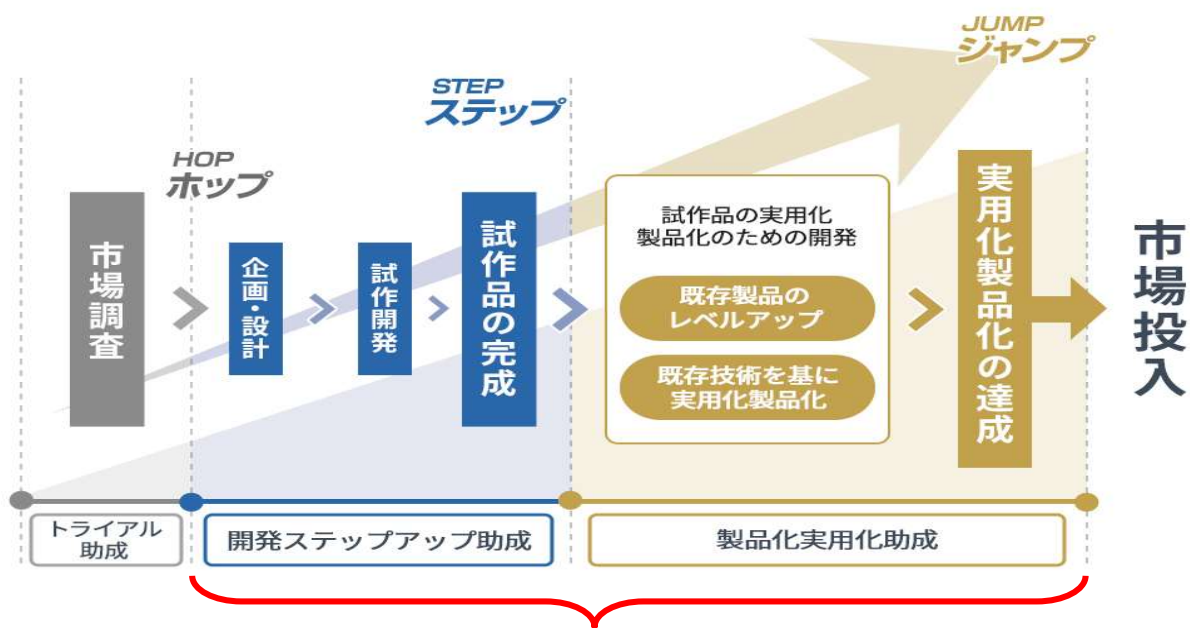 JUMP
ジャンプ
STEP
ステップ
HOP
ホップ
市場調査
企画・設計
試作開発
試作品の完成
試作品の実用化
製品化のための開発
既存製品の
レベルアップ
既存技術を基に
実用化製品化
実用化製品化の達成
市場投入
トライアル
助成
開発ステップアップ助成
製品化実用化助成